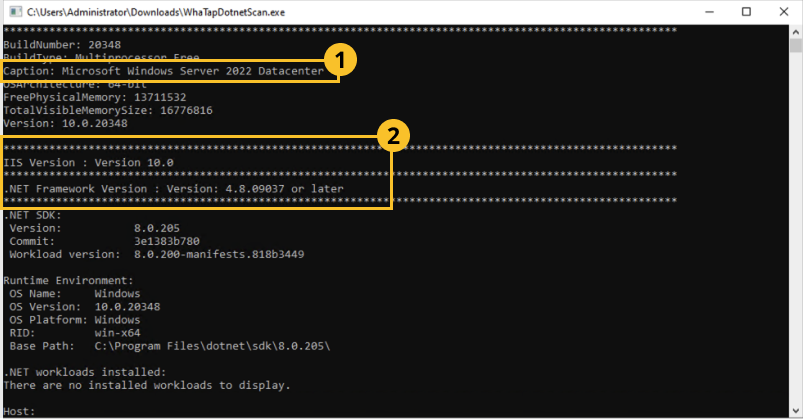 C:\Users\Administrator\Downloads\WhaTapDotnetScan.exe
*******************************************************************************************************
BuildNumber: 20348
BuildType: Multiprocessor Free
1
Caption: Microsoft Windows Server 2022 Datacenter
OSArchitecture: 64-bit
FreePhysicalMemory: 13711532
TotalVisibleMemorySize: 16776816
Version: 10.0.20348
2
*******************************************************************************************************
IIS Version : Version 10.0
*******************************************************************************************************
.NET Framework Version : Version: 4.8.09037 or later
*******************************************************************************************************
.NET SDK:
Version: 8.0.205
Commit: 3e1383b780
Workload version: 8.0.200-manifests.818b3449
Runtime Environment:
OS Name: Windows
OS Version: 10.0.20348
OS Platform: Windows
RID: win-x64
Base Path: C:\Program Files\dotnet\sdk\8.0.205\
.NET workloads installed:
There are no installed workloads to display.
Host: